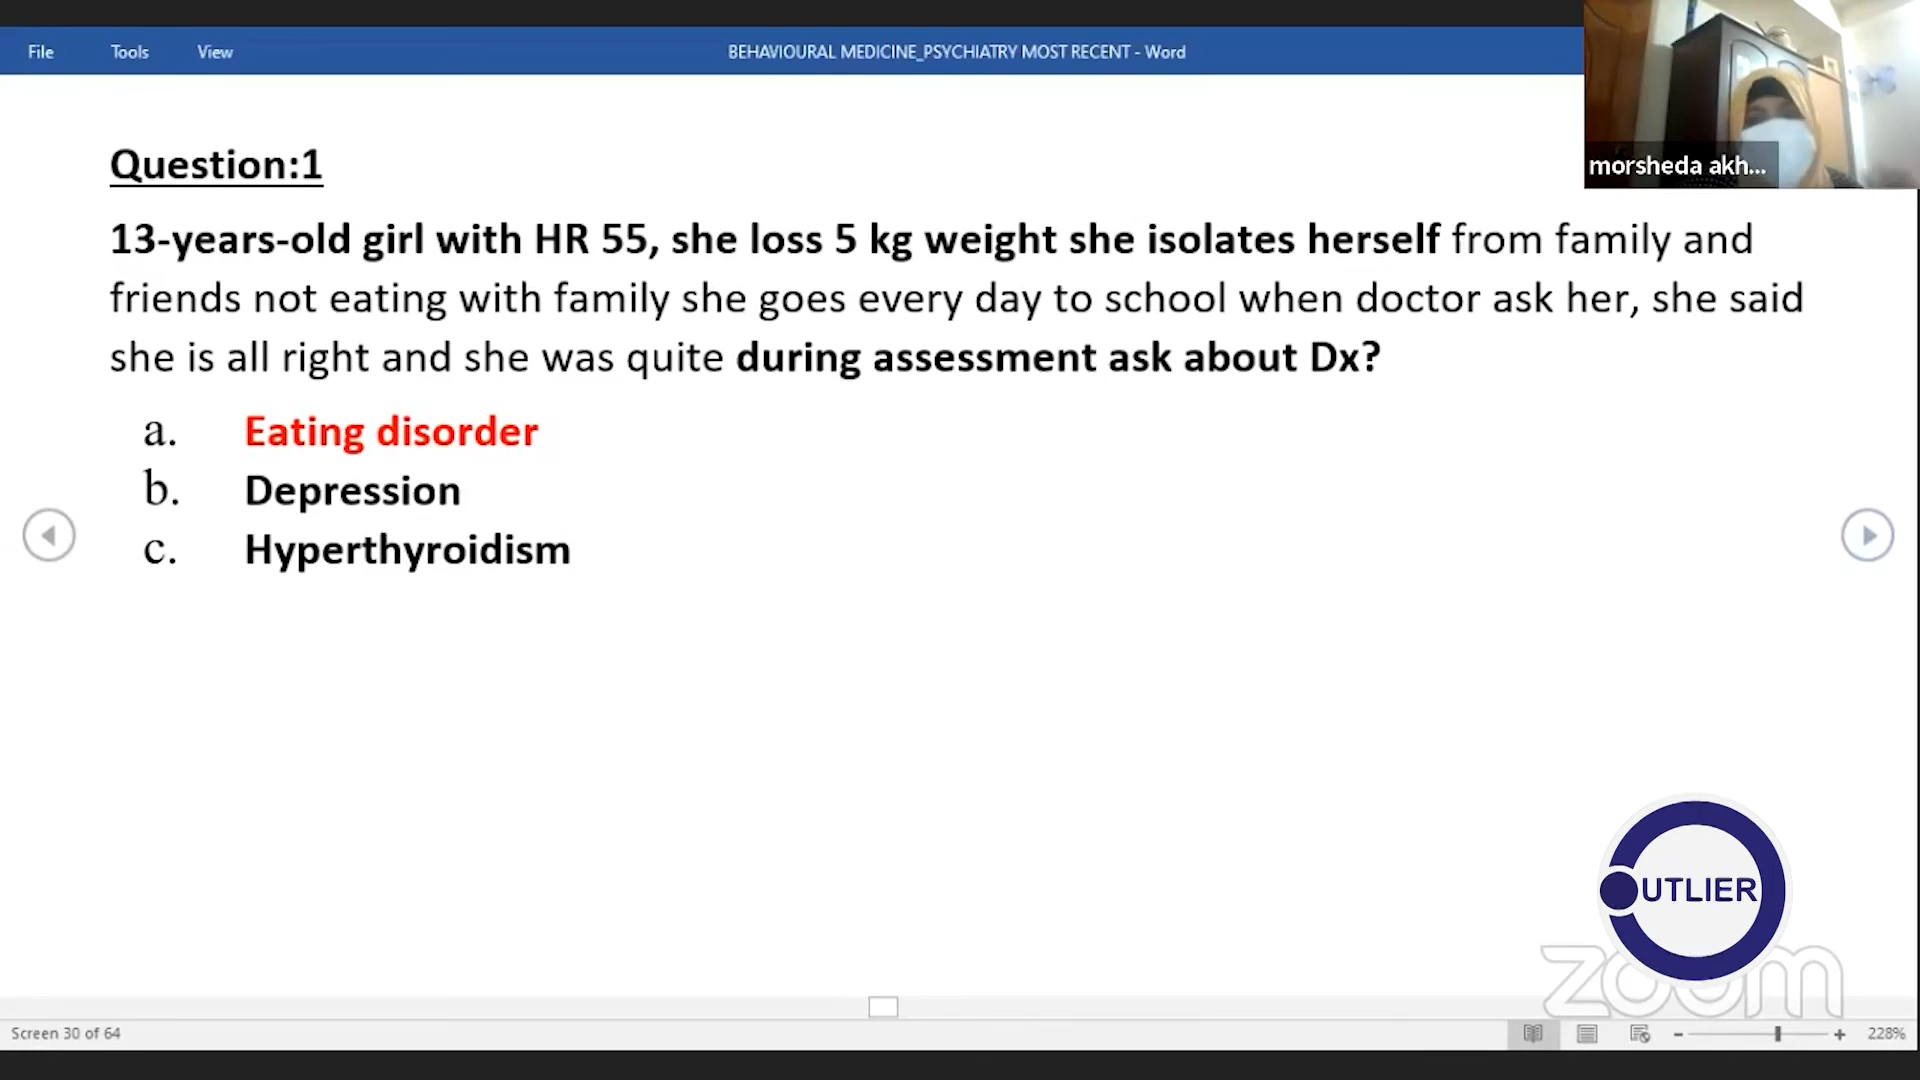 File Tools View BEHAVIOURAL MEDICINE_PSYCHIATRY MOST RECENT - Word
morsheda akh...
Question:1
13-years-old girl with HR 55, she loss 5 kg weight she isolates herself from family and
friends not eating with family she goes every day to school when doctor ask her, she said
she is all right and she was quite during assessment ask about Dx?
a. Eating disorder
b. Depression
c. Hyperthyroidism
OUTLIER
zoom
Screen 30 of 64
- + 228%